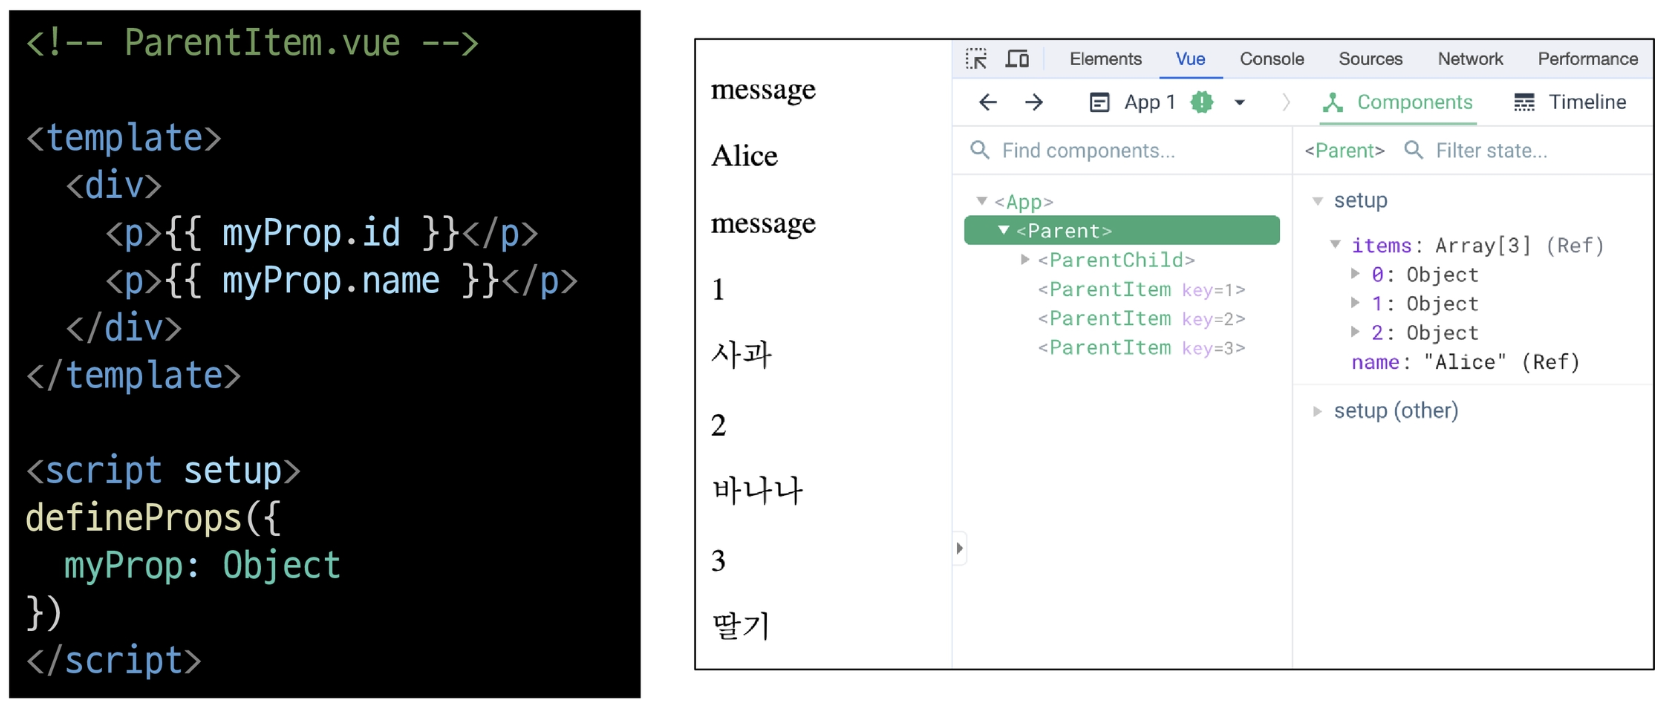 <!-- ParentItem.vue -->
<template>
<div>
<p>{{ myProp.id }}</p>
<p>{{ myProp.name }}</p>
</div>
</template>
<script setup>
defineProps({
myProp: Object
})
</script>
message
Alice
message
1
사과
2
바나나
3
딸기
Elements Vue Console Sources Network Performance
App 1 Components Timeline
Find components...
<App>
<Parent>
<ParentChild>
<ParentItem key=1>
<ParentItem key=2>
<ParentItem key=3>
<Parent> Filter state...
setup
items: Array[3] (Ref)
0: Object
1: Object
2: Object
name: "Alice" (Ref)
setup (other)